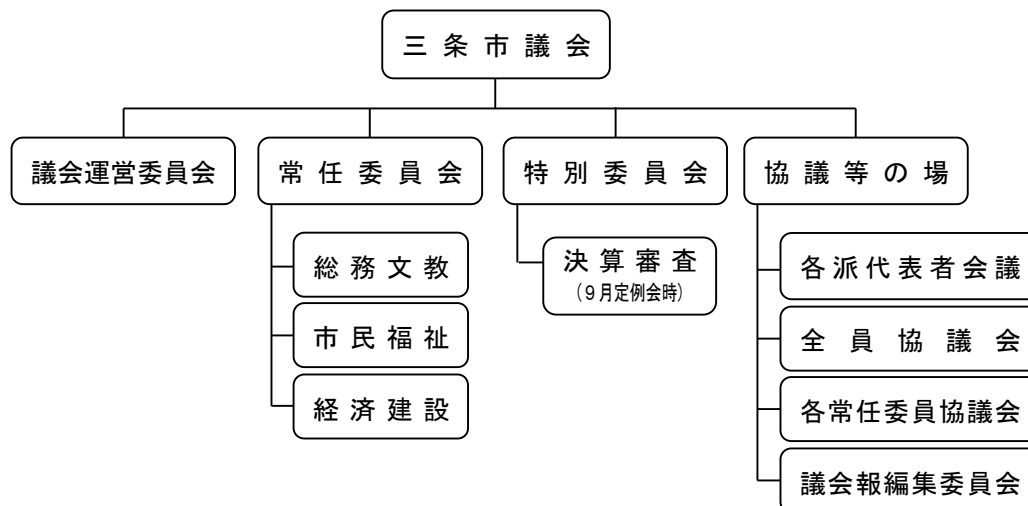 三条市議会
議会運営委員会
常任委員会
特別委員会
協議等の場
総務文教
市民福祉
経済建設
決算審査
（９月定例会時）
各派代表者会議
全員協議会
各常任委員協議会
議会報編集委員会